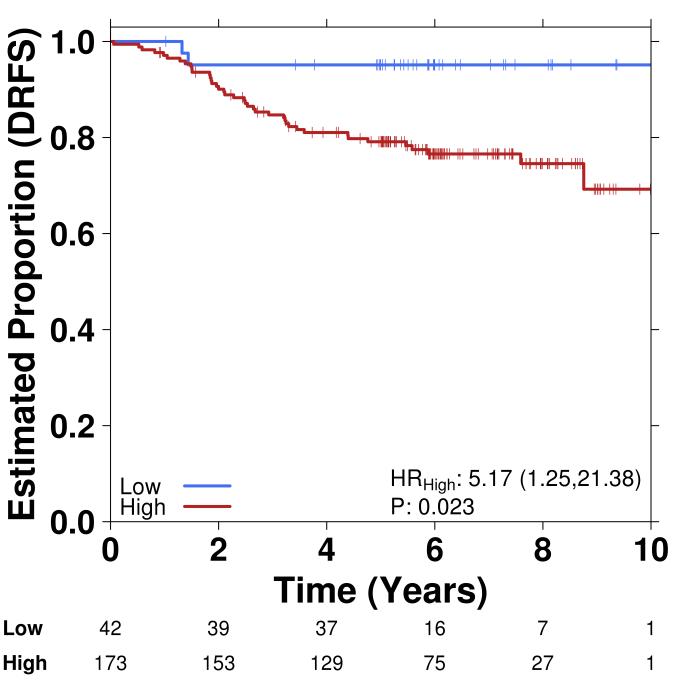 Estimated Proportion (DRFS)
1.0
0.8
0.6
0.4
0.2
0.0
Low
High
HRHigh: 5.17 (1.25,21.38)
P: 0.023
0 2 4 6 8 10
Time (Years)
Low 42 39 37 16 7 1
High 173 153 129 75 27 1